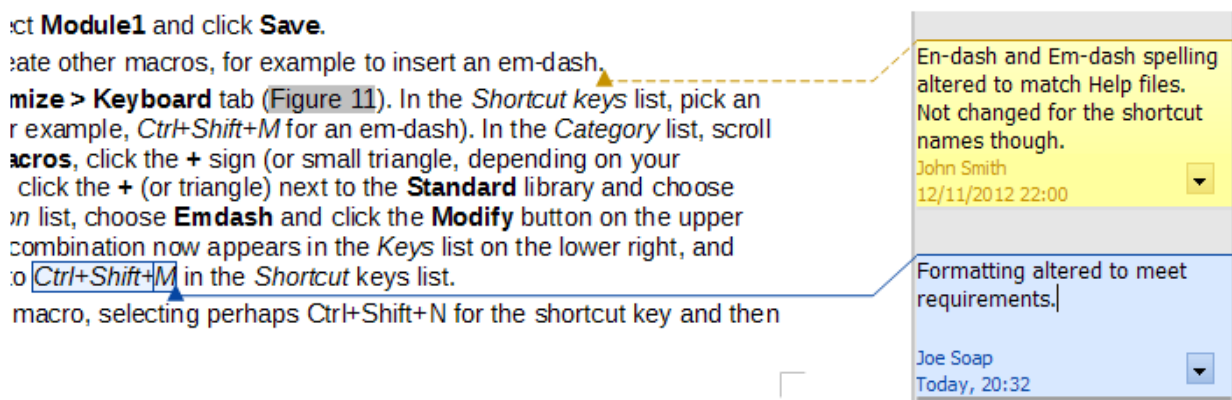 ct Module1 and click Save.
eate other macros, for example to insert an em-dash.
mize > Keyboard tab (Figure 11). In the Shortcut keys list, pick an
r example, Ctrl+Shift+M for an em-dash). In the Category list, scroll
acros, click the + sign (or small triangle, depending on your
click the + (or triangle) next to the Standard library and choose
on list, choose Emdash and click the Modify button on the upper
combination now appears in the Keys list on the lower right, and
to Ctrl+Shift+M in the Shortcut keys list.
macro, selecting perhaps Ctrl+Shift+N for the shortcut key and then
En-dash and Em-dash spelling
altered to match Help files.
Not changed for the shortcut
names though.
John Smith
12/11/2012 22:00
Formatting altered to meet
requirements.
Joe Soap
Today, 20:32